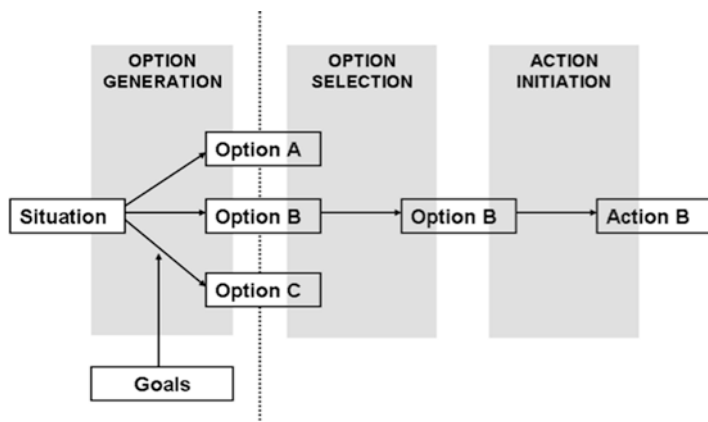 OPTION
GENERATION
OPTION
SELECTION
ACTION
INITIATION
Option A
Situation
Option B
Option B
Action B
Option C
Goals